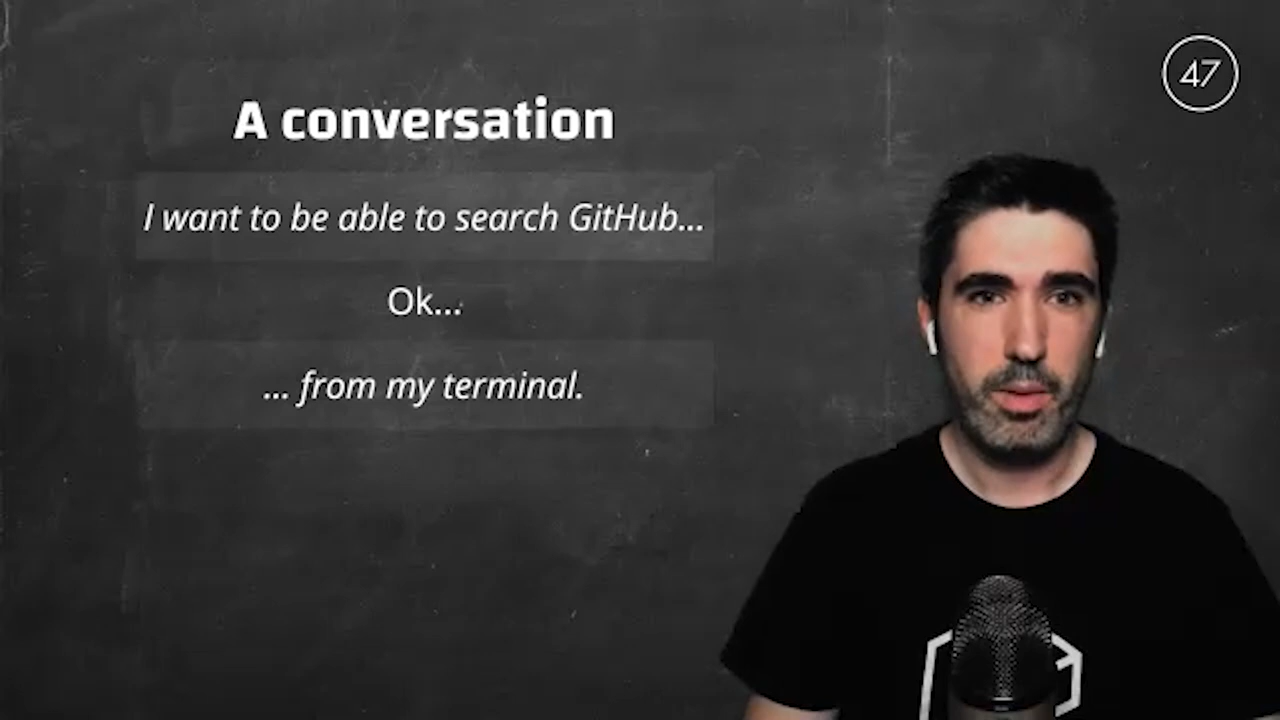 47
A conversation
I want to be able to search GitHub...
Ok...
... from my terminal.